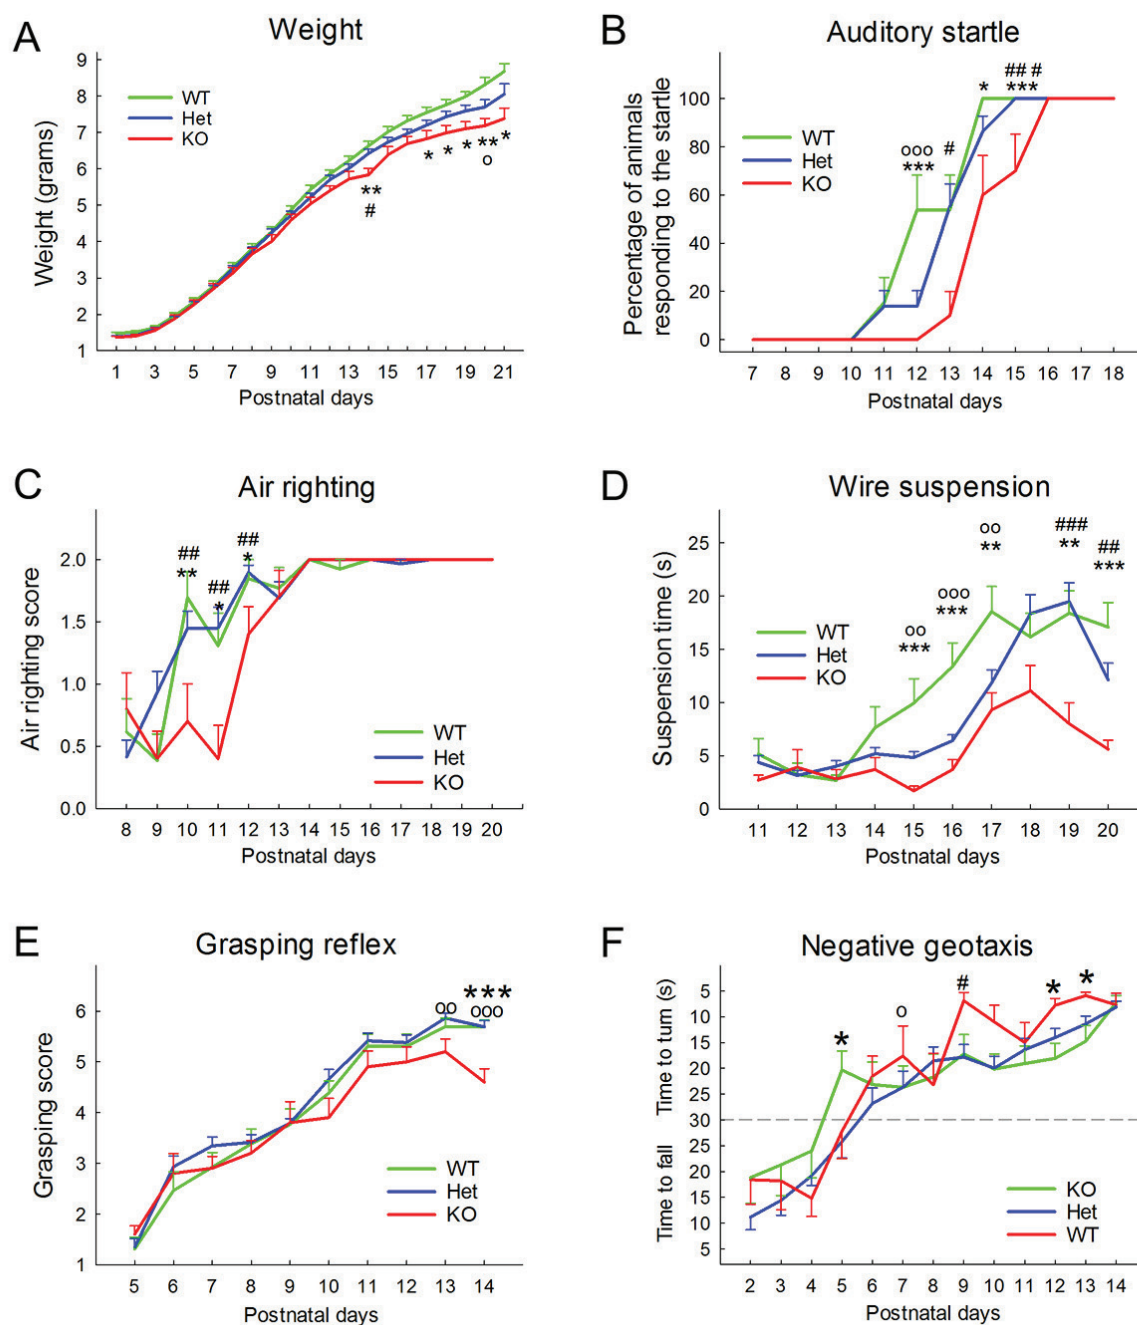 A
Weight
Weight (grams)
9
8
7
6
5
4
3
2
1
WT
Het
KO
**
#
*
*
*
**
o
*
1 3 5 7 9 11 13 15 17 19 21
Postnatal days
B
Auditory startle
Percentage of animals
responding to the startle
100
80
60
40
20
0
WT
Het
KO
ooo
***
#
*
## #
***
7 8 9 10 11 12 13 14 15 16 17 18
Postnatal days
C
Air righting
Air righting score
2.0
1.5
1.0
0.5
0.0
##
**
##
*
##
*
WT
Het
KO
8 9 10 11 12 13 14 15 16 17 18 19 20
Postnatal days
D
Wire suspension
Suspension time (s)
25
20
15
10
5
0
WT
Het
KO
oo
***
ooo
***
oo
**
###
**
##
***
11 12 13 14 15 16 17 18 19 20
Postnatal days
E
Grasping reflex
Grasping score
6
5
4
3
2
1
***
oo
ooo
WT
Het
KO
5 6 7 8 9 10 11 12 13 14
Postnatal days
F
Negative geotaxis
Time to turn (s)
Time to fall
5
10
15
20
30
25
20
15
10
5
*
o
#
*
*
KO
Het
WT
2 3 4 5 6 7 8 9 10 11 12 13 14
Postnatal days